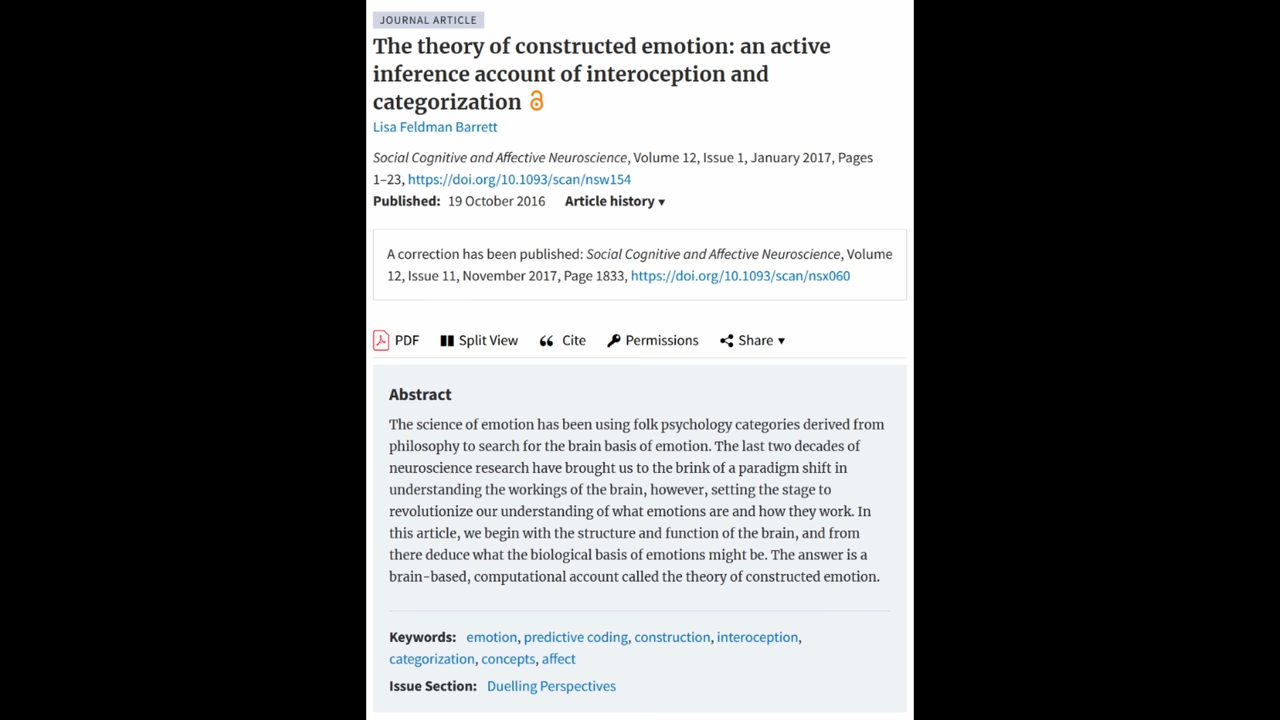 JOURNAL ARTICLE
The theory of constructed emotion: an active
inference account of interoception and
categorization
Lisa Feldman Barrett
Social Cognitive and Affective Neuroscience, Volume 12, Issue 1, January 2017, Pages
1–23, https://doi.org/10.1093/scan/nsw154
Published: 19 October 2016 Article history ▾
A correction has been published: Social Cognitive and Affective Neuroscience, Volume
12, Issue 11, November 2017, Page 1833, https://doi.org/10.1093/scan/nsx060
PDF Split View Cite Permissions Share ▾
Abstract
The science of emotion has been using folk psychology categories derived from
philosophy to search for the brain basis of emotion. The last two decades of
neuroscience research have brought us to the brink of a paradigm shift in
understanding the workings of the brain, however, setting the stage to
revolutionize our understanding of what emotions are and how they work. In
this article, we begin with the structure and function of the brain, and from
there deduce what the biological basis of emotions might be. The answer is a
brain-based, computational account called the theory of constructed emotion.
Keywords: emotion, predictive coding, construction, interoception,
categorization, concepts, affect
Issue Section: Duelling Perspectives